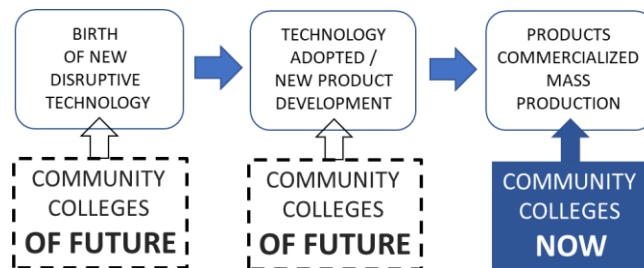 BIRTH
OF NEW
DISRUPTIVE
TECHNOLOGY
TECHNOLOGY
ADOPTED /
NEW PRODUCT
DEVELOPMENT
PRODUCTS
COMMERCIALIZED
MASS
PRODUCTION
COMMUNITY
COLLEGES
OF FUTURE
COMMUNITY
COLLEGES
OF FUTURE
COMMUNITY
COLLEGES
NOW